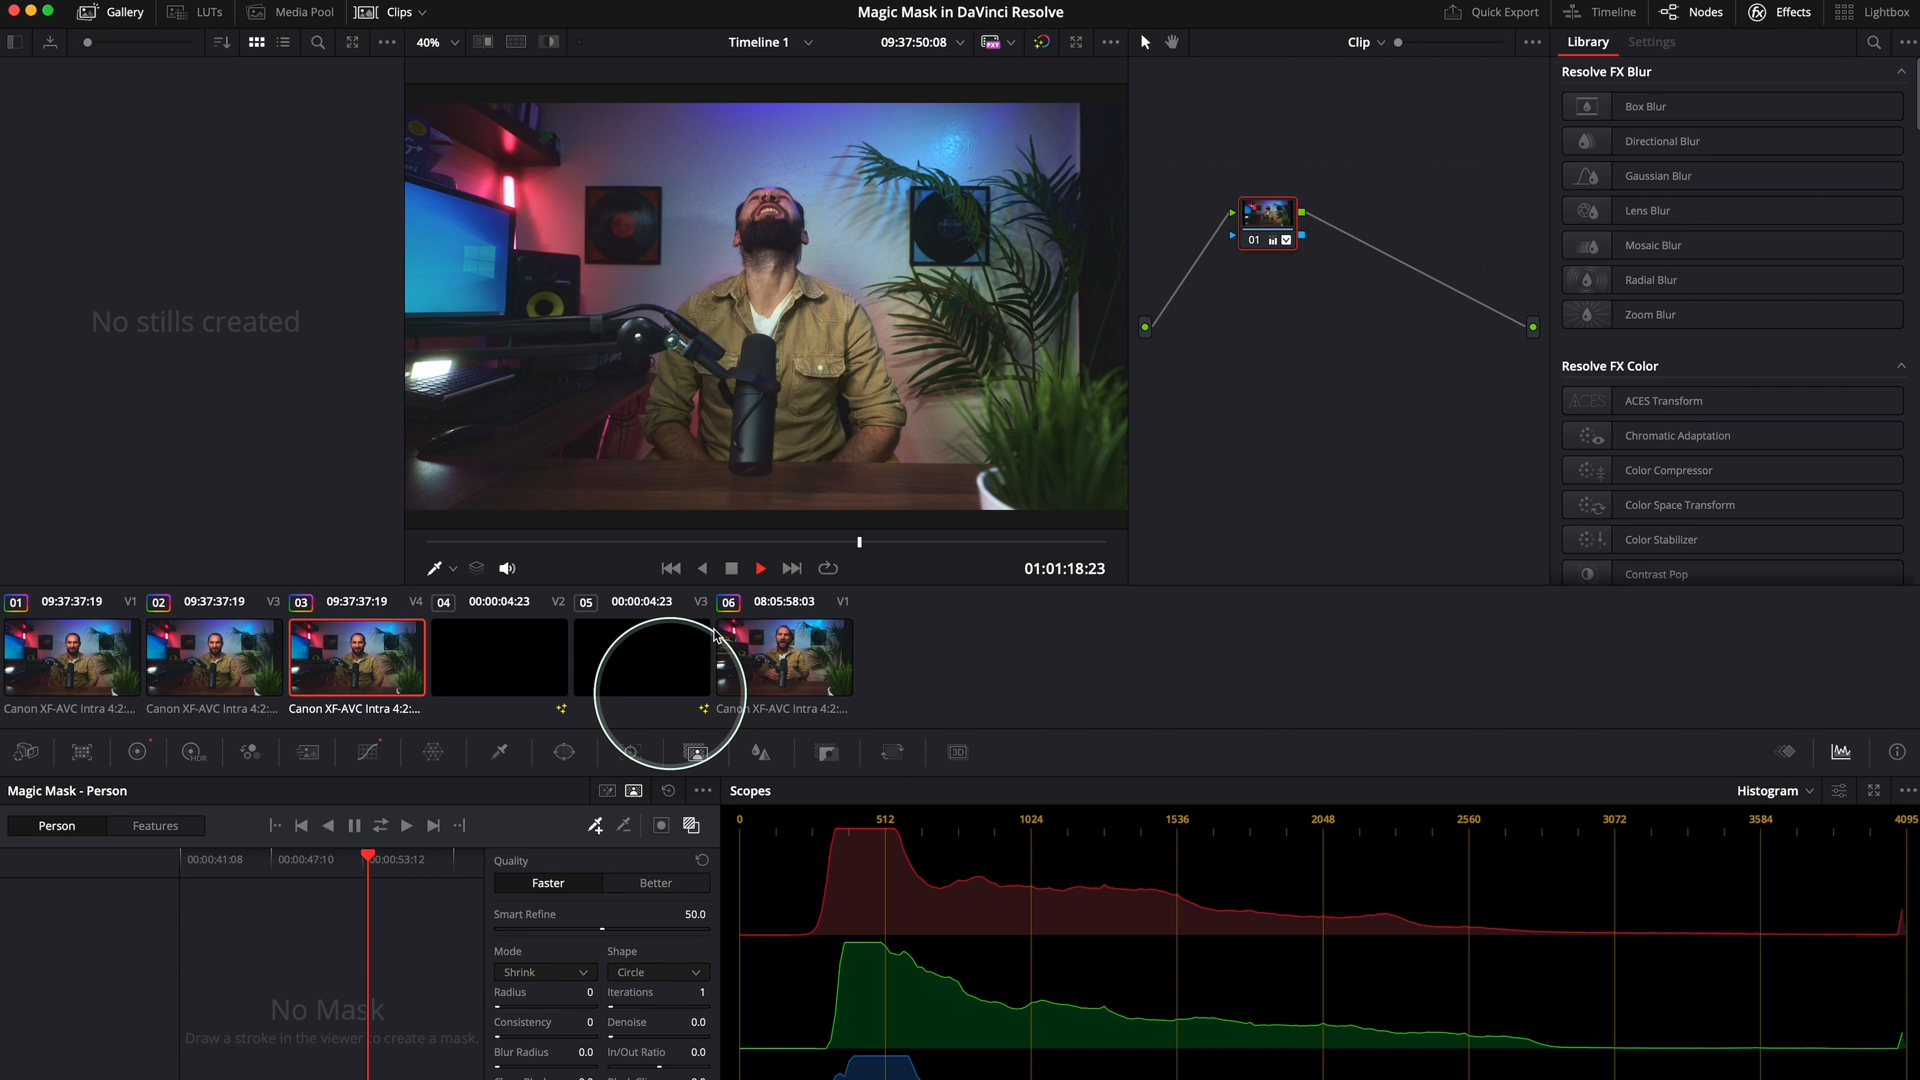 Gallery LUTs Media Pool Clips Magic Mask in DaVinci Resolve Quick Export Timeline Nodes Effects Lightbox
40% Timeline 1 09:37:50:08 Clip Library Settings
Resolve FX Blur
Box Blur
Directional Blur
Gaussian Blur
Lens Blur
Mosaic Blur
Radial Blur
Zoom Blur
Resolve FX Color
ACES Transform
Chromatic Adaptation
Color Compressor
Color Space Transform
Color Stabilizer
Contrast Pop
No stills created
01
01:01:18:23
01 09:37:37:19 V1 02 09:37:37:19 V3 03 09:37:37:19 V4 04 00:00:04:23 V2 05 00:00:04:23 V3 06 08:05:58:03 V1
Canon XF-AVC Intra 4:2:... Canon XF-AVC Intra 4:2:... Canon XF-AVC Intra 4:2:... Canon XF-AVC Intra 4:2:...
HDR 3D
Magic Mask - Person
Person Features
00:00:41:08 00:00:47:10 00:00:53:12
No Mask
Draw a stroke in the viewer to create a mask.
Quality
Faster Better
Smart Refine 50.0
Mode Shape
Shrink Circle
Radius 0 Iterations 1
Consistency 0 Denoise 0.0
Blur Radius 0.0 In/Out Ratio 0.0
Scopes Histogram
0 512 1024 1536 2048 2560 3072 3584 4095